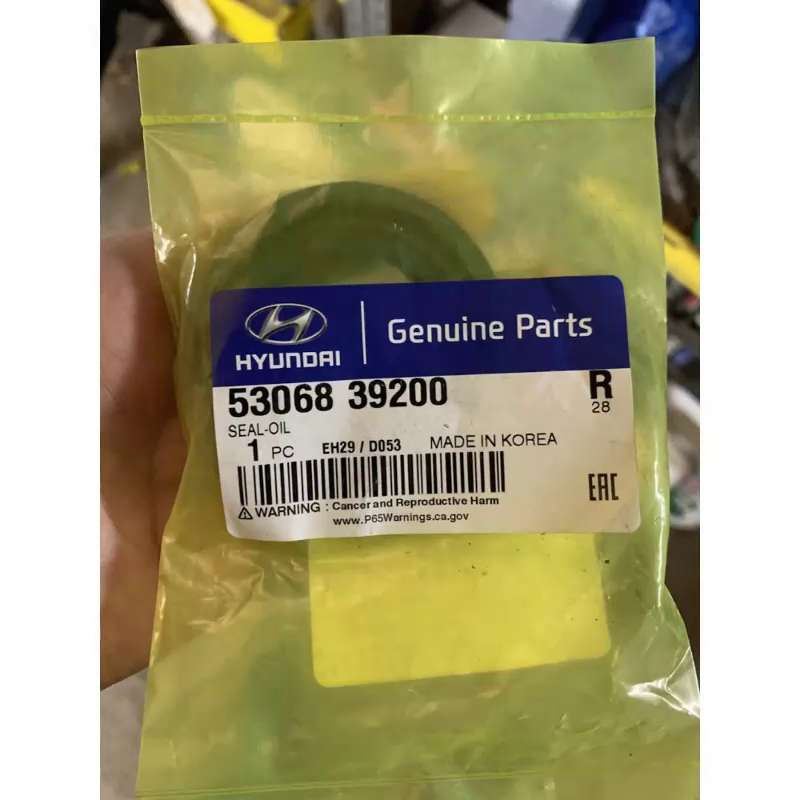 HYUNDAI
Genuine Parts
53068 39200
R
28
SEAL-OIL
1 PC EH29 / D053 MADE IN KOREA
EAC
⚠ WARNING : Cancer and Reproductive Harm
www.P65Warnings.ca.gov